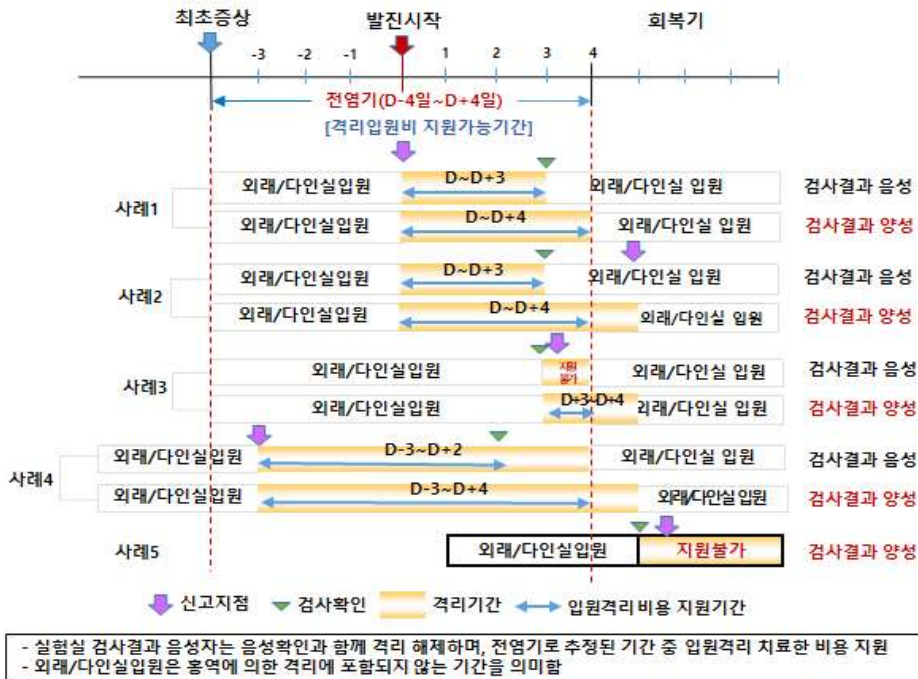 최초증상 발진시작 회복기
-3 -2 -1 0 1 2 3 4
전염기(D-4일~D+4일)
[격리입원비 지원가능기간]
사례1
외래/다인실입원 D~D+3 외래/다인실 입원 검사결과 음성
외래/다인실입원 D~D+4 외래/다인실 입원 검사결과 양성
사례2
외래/다인실입원 D~D+3 외래/다인실 입원 검사결과 음성
외래/다인실입원 D~D+4 외래/다인실 입원 검사결과 양성
사례3
외래/다인실입원 지원 외래/다인실 입원 검사결과 음성
불가
외래/다인실입원 D+3~D+4 외래/다인실 입원 검사결과 양성
사례4
외래/다인실입원 D-3~D+2 외래/다인실 입원 검사결과 음성
외래/다인실입원 D-3~D+4 외래/다인실입원 검사결과 양성
사례5 외래/다인실입원 지원불가 검사결과 양성
신고지점 검사확인 격리기간 입원격리 비용 지원기간
- 실험실 검사결과 음성자는 음성확인과 함께 격리 해제하며, 전염기로 추정된 기간 중 입원격리 치료한 비용 지원
- 외래/다인실입원은 홍역에 의한 격리에 포함되지 않는 기간을 의미함